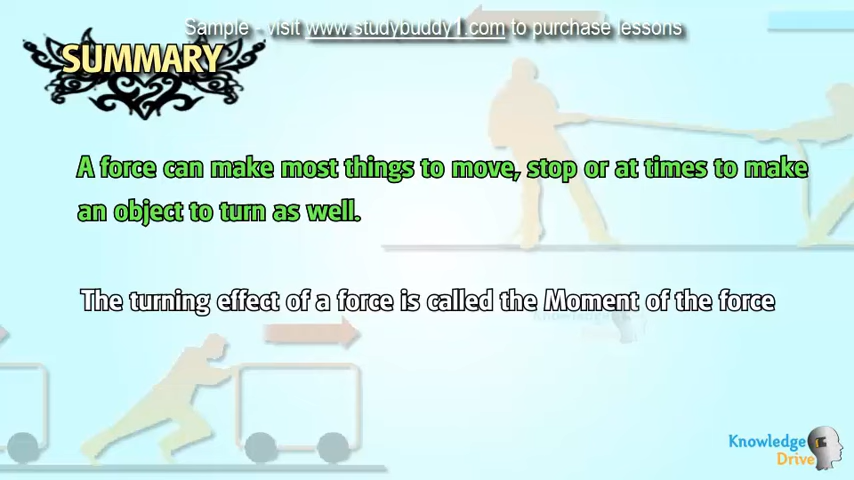 Sample - visit www.studybuddy1.com to purchase lessons
SUMMARY
A force can make most things to move, stop or at times to make
an object to turn as well.
The turning effect of a force is called the Moment of the force
Knowledge
Drive